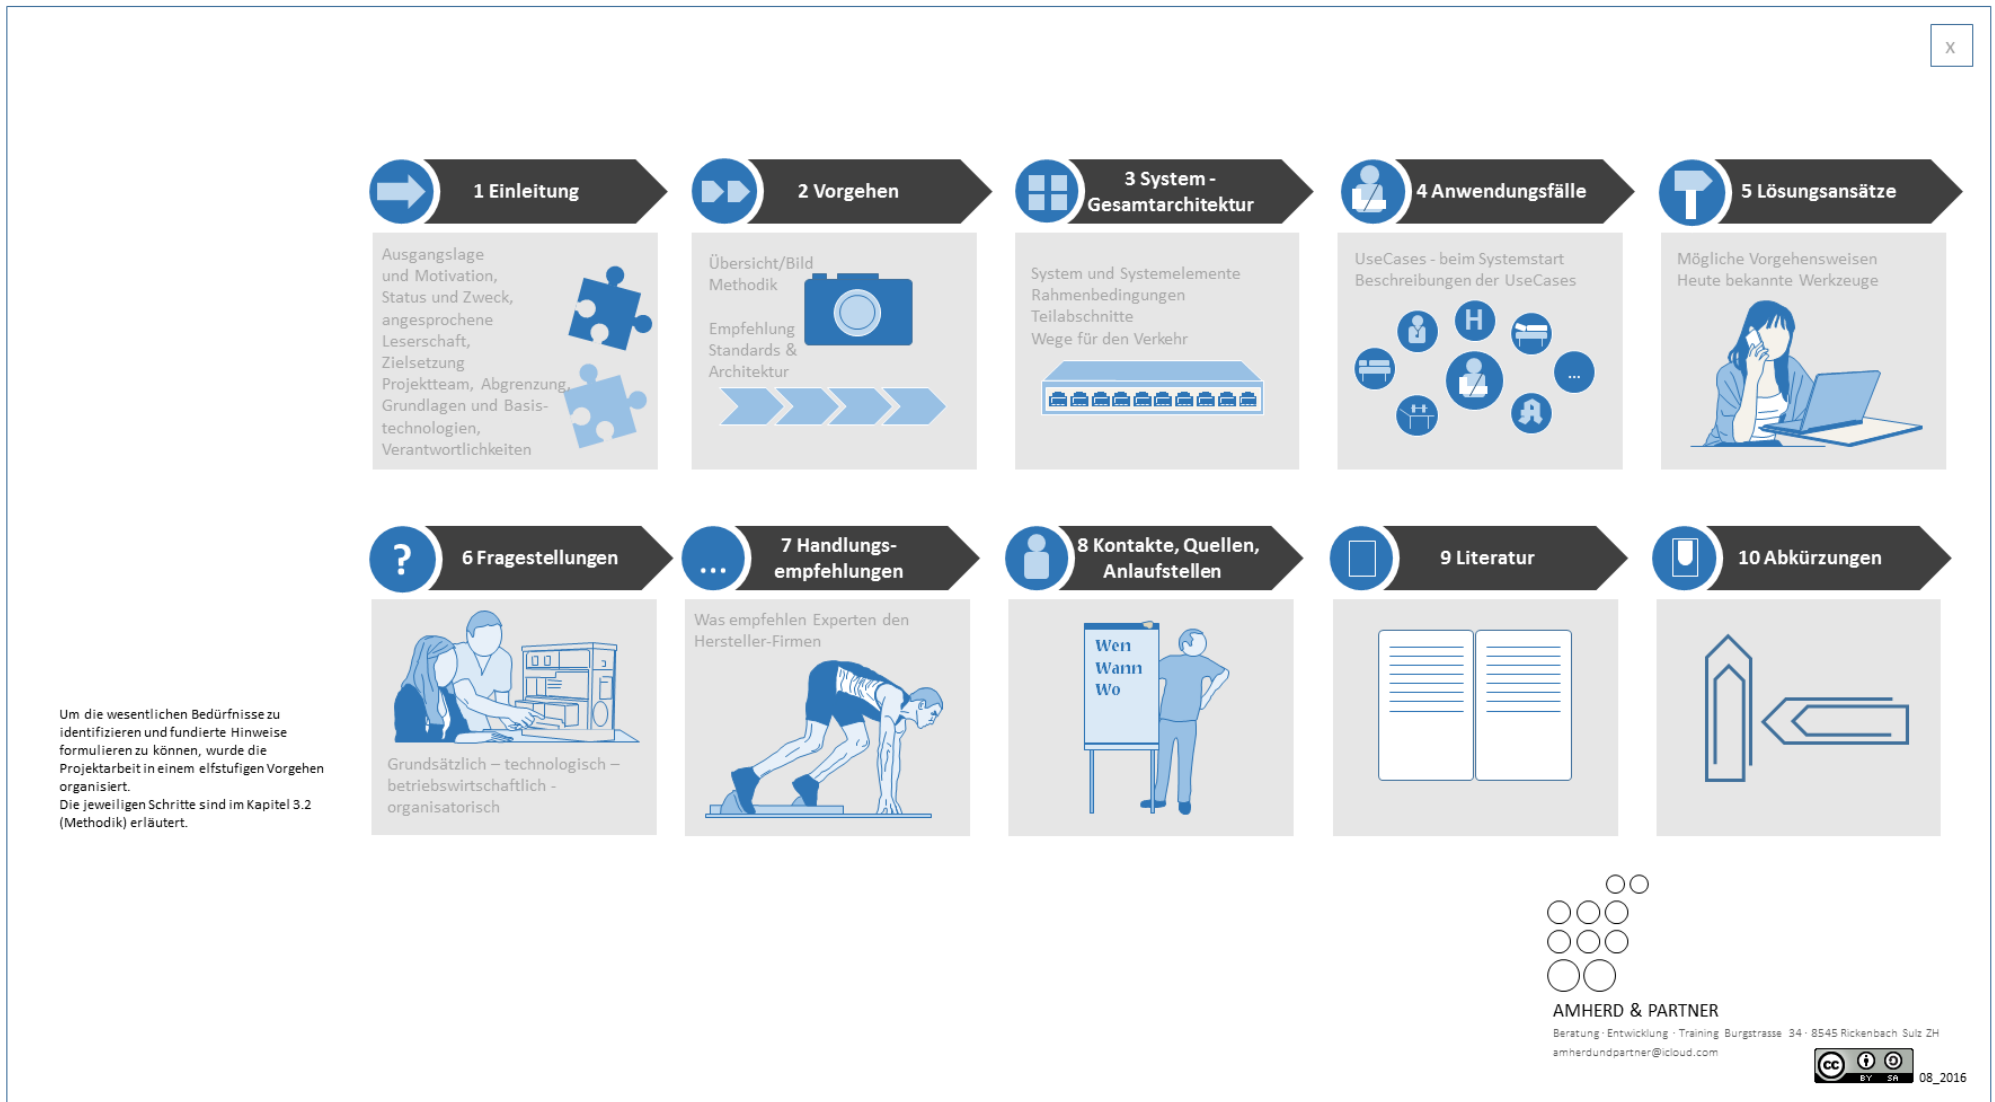 X
1 Einleitung
Ausgangslage
und Motivation,
Status und Zweck,
angesprochene
Leserschaft,
Zielsetzung
Projektteam, Abgrenzung,
Grundlagen und Basis-
technologien,
Verantwortlichkeiten
2 Vorgehen
Übersicht/Bild
Methodik
Empfehlung
Standards &
Architektur
3 System -
Gesamtarchitektur
System und Systemelemente
Rahmenbedingungen
Teilabschnitte
Wege für den Verkehr
4 Anwendungsfälle
UseCases - beim Systemstart
Beschreibungen der UseCases
H
...
5 Lösungsansätze
Mögliche Vorgehensweisen
Heute bekannte Werkzeuge
?
6 Fragestellungen
Grundsätzlich – technologisch –
betriebswirtschaftlich -
organisatorisch
...
7 Handlungs-
empfehlungen
Was empfehlen Experten den
Hersteller-Firmen
8 Kontakte, Quellen,
Anlaufstellen
Wen
Wann
Wo
9 Literatur
10 Abkürzungen
Um die wesentlichen Bedürfnisse zu
identifizieren und fundierte Hinweise
formulieren zu können, wurde die
Projektarbeit in einem elfstufigen Vorgehen
organisiert.
Die jeweiligen Schritte sind im Kapitel 3.2
(Methodik) erläutert.
AMHERD & PARTNER
Beratung · Entwicklung · Training Burgstrasse 34 · 8545 Rickenbach Sulz ZH
amherdundpartner@icloud.com
cc
BY SA
08_2016